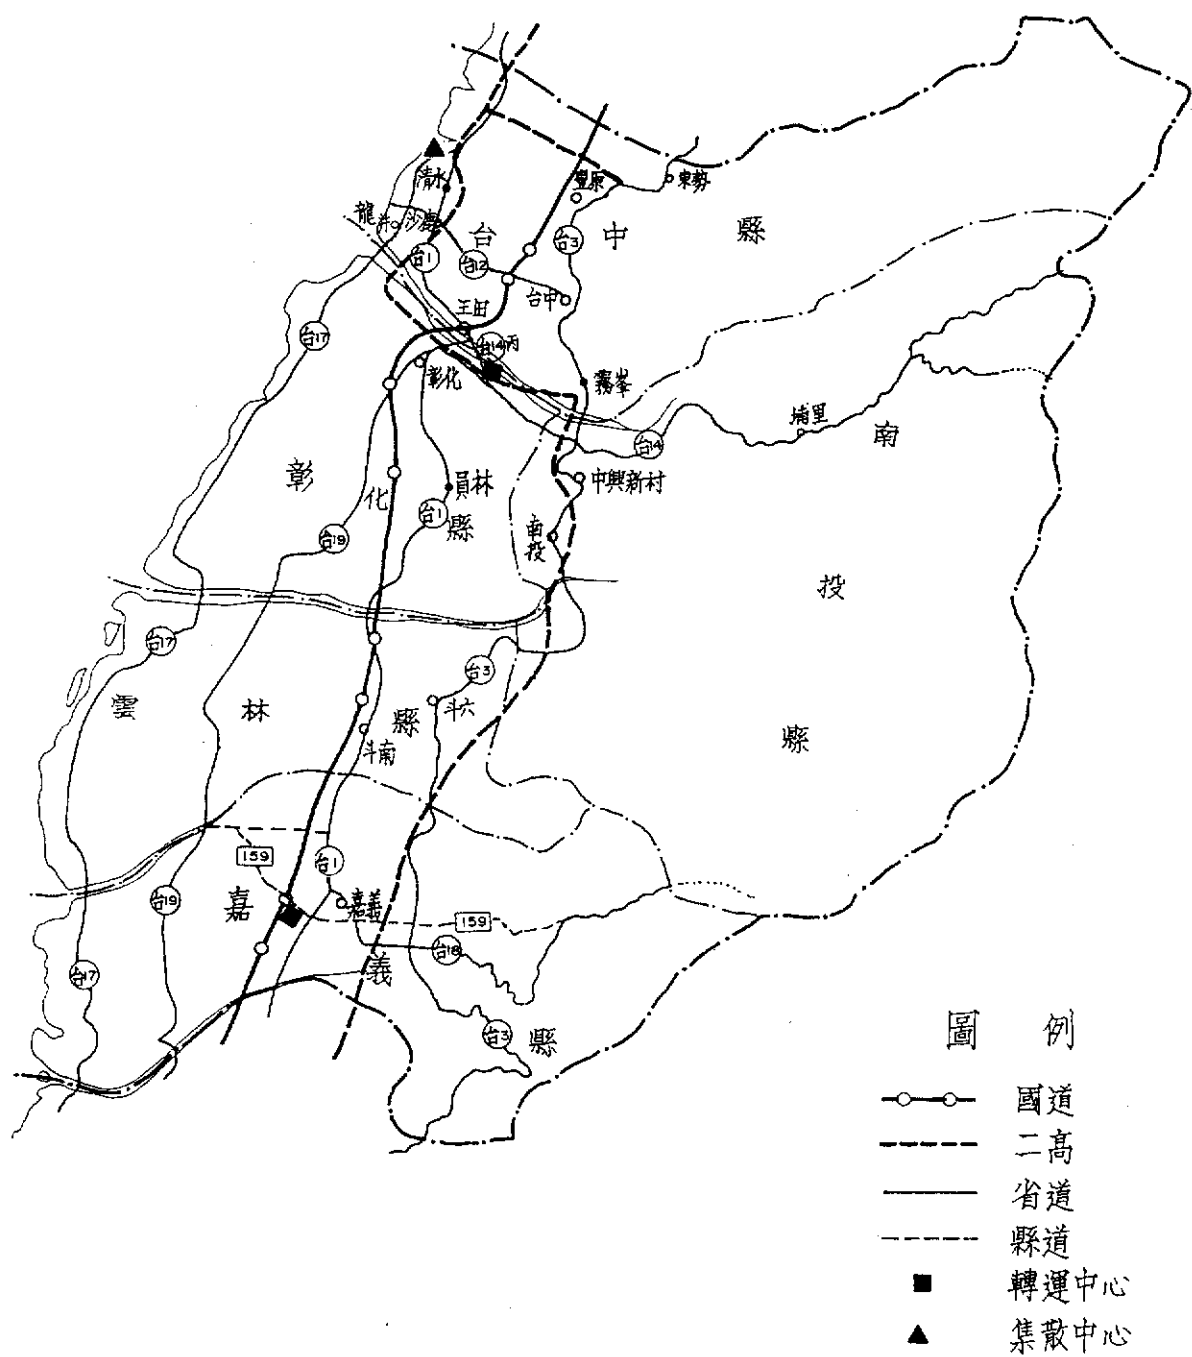 清水
豐原
東勢
龍井
沙鹿
台
中
縣
台3
台1
台12
台中
王田
台17
台14丙
彰化
霧峯
埔里
南
台14
彰
化
員林
中興新村
台1
縣
南投
台19
投
台17
台3
雲
林
縣
斗六
縣
斗南
159
台1
台19
嘉
嘉義
159
台18
台17
義
台3
縣
圖 例
國道
二高
省道
縣道
轉運中心
集散中心